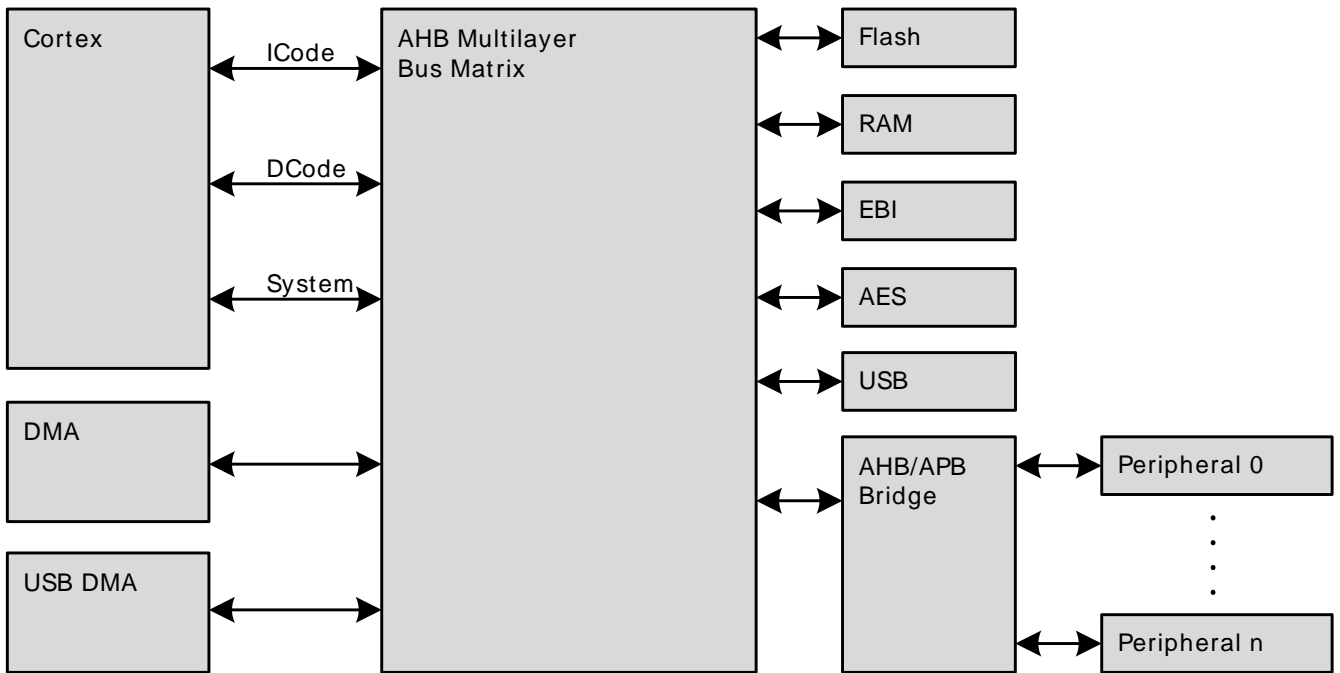 Cortex
ICode
DCode
System
DMA
USB DMA
AHB Multilayer
Bus Matrix
Flash
RAM
EBI
AES
USB
AHB/APB
Bridge
Peripheral 0
Peripheral n